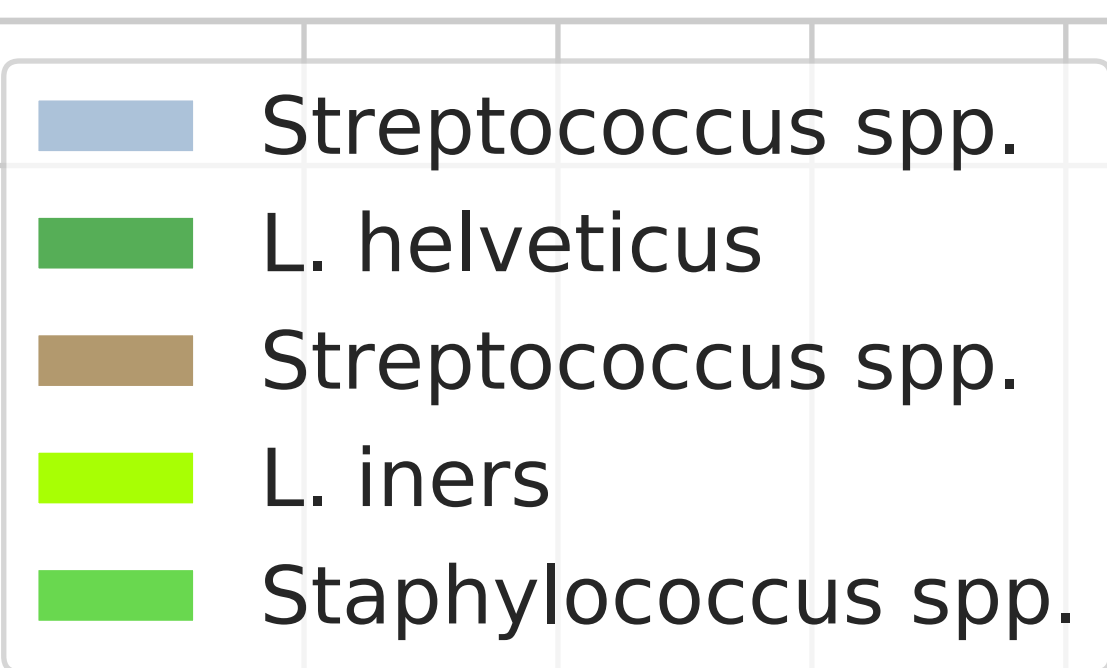 Streptococcus spp.
L. helveticus
Streptococcus spp.
L. iners
Staphylococcus spp.